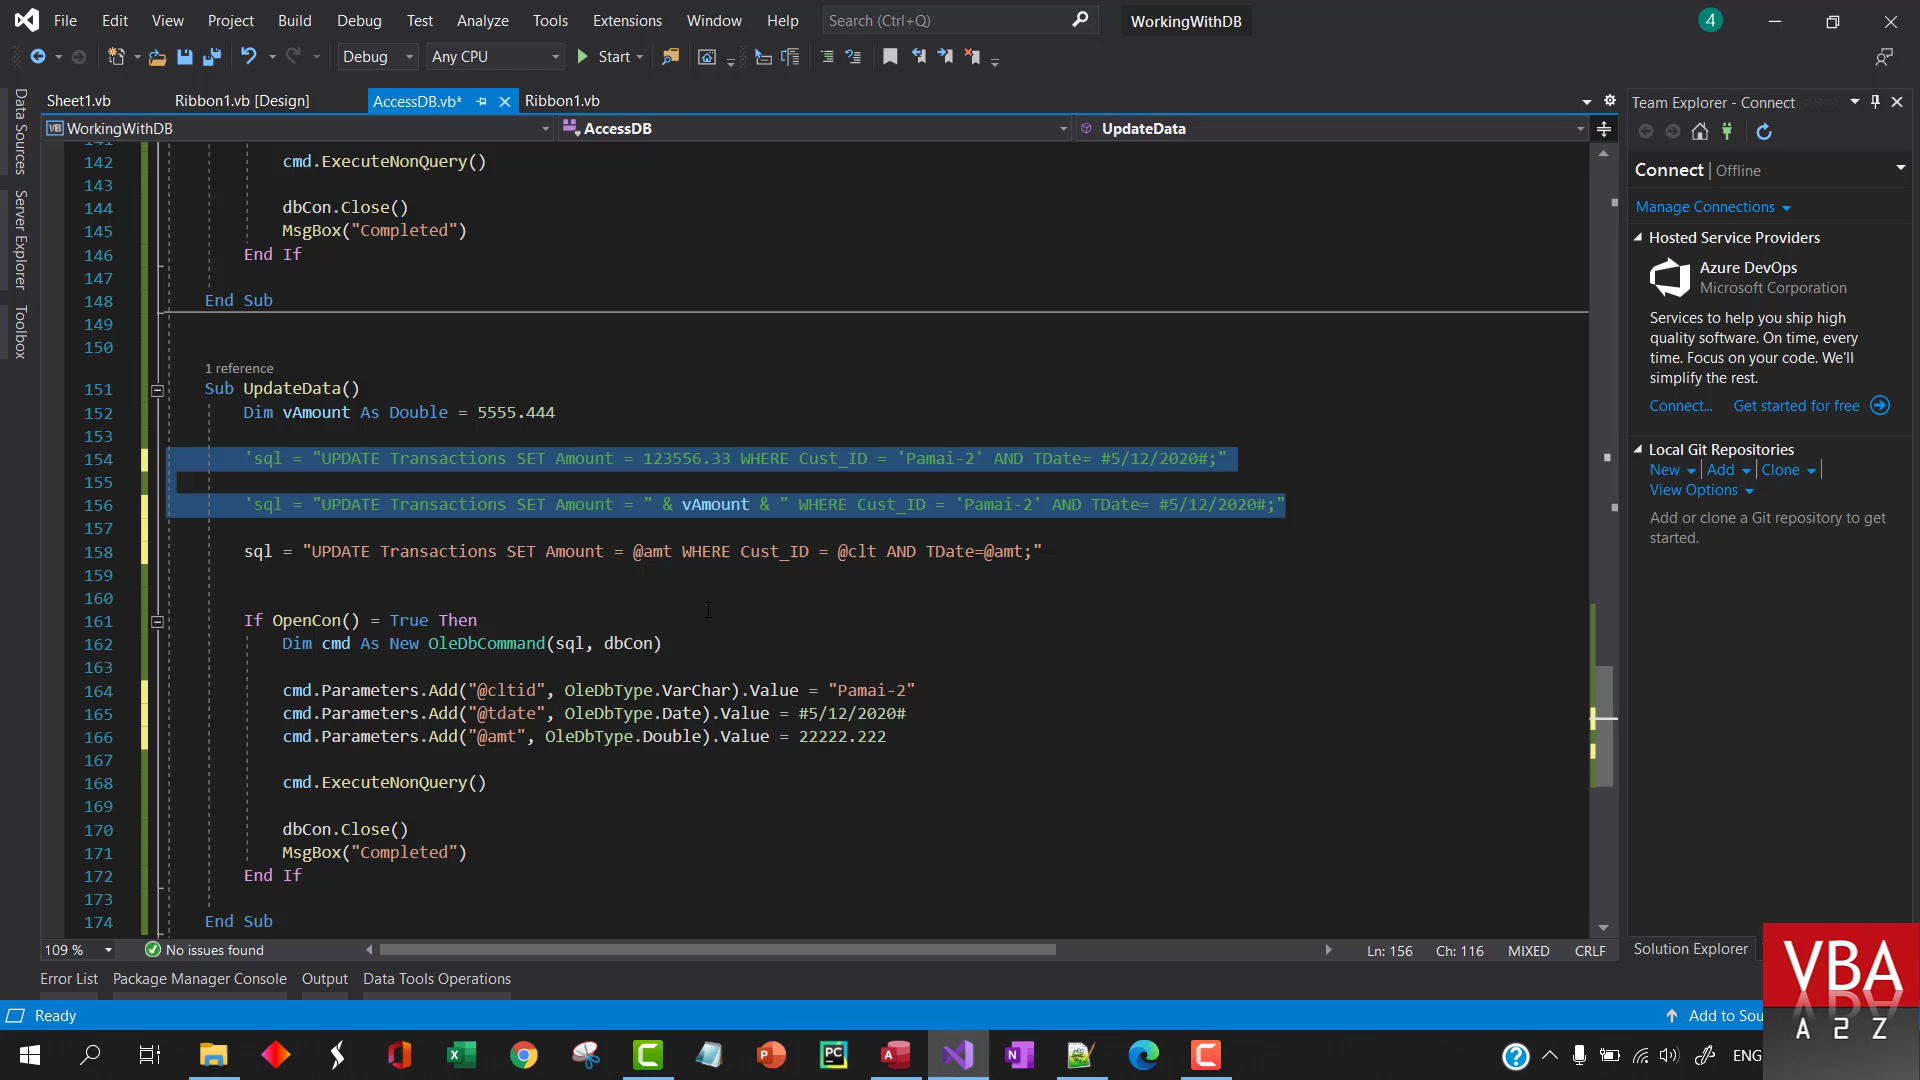 File Edit View Project Build Debug Test Analyze Tools Extensions Window Help Search (Ctrl+Q) WorkingWithDB 4
Debug Any CPU Start
Data Sources
Server Explorer
Toolbox
Sheet1.vb Ribbon1.vb [Design] AccessDB.vb* Ribbon1.vb
WorkingWithDB AccessDB UpdateData
141
142 cmd.ExecuteNonQuery()
143
144 dbCon.Close()
145 MsgBox("Completed")
146 End If
147
148 End Sub
149
150
1 reference
151 Sub UpdateData()
152 Dim vAmount As Double = 5555.444
153
154 'sql = "UPDATE Transactions SET Amount = 123556.33 WHERE Cust_ID = 'Pamai-2' AND TDate= #5/12/2020#;"
155
156 'sql = "UPDATE Transactions SET Amount = " & vAmount & " WHERE Cust_ID = 'Pamai-2' AND TDate= #5/12/2020#;"
157
158 sql = "UPDATE Transactions SET Amount = @amt WHERE Cust_ID = @clt AND TDate=@amt;"
159
160
161 If OpenCon() = True Then
162 Dim cmd As New OleDbCommand(sql, dbCon)
163
164 cmd.Parameters.Add("@cltid", OleDbType.VarChar).Value = "Pamai-2"
165 cmd.Parameters.Add("@tdate", OleDbType.Date).Value = #5/12/2020#
166 cmd.Parameters.Add("@amt", OleDbType.Double).Value = 22222.222
167
168 cmd.ExecuteNonQuery()
169
170 dbCon.Close()
171 MsgBox("Completed")
172 End If
173
174 End Sub
109 % No issues found Ln: 156 Ch: 116 MIXED CRLF
Team Explorer - Connect
Connect | Offline
Manage Connections
Hosted Service Providers
Azure DevOps
Microsoft Corporation
Services to help you ship high
quality software. On time, every
time. Focus on your code. We'll
simplify the rest.
Connect... Get started for free
Local Git Repositories
New Add Clone
View Options
Add or clone a Git repository to get
started.
Solution Explorer
Error List Package Manager Console Output Data Tools Operations
Ready Add to Sou
VBA
A 2 Z
ENG